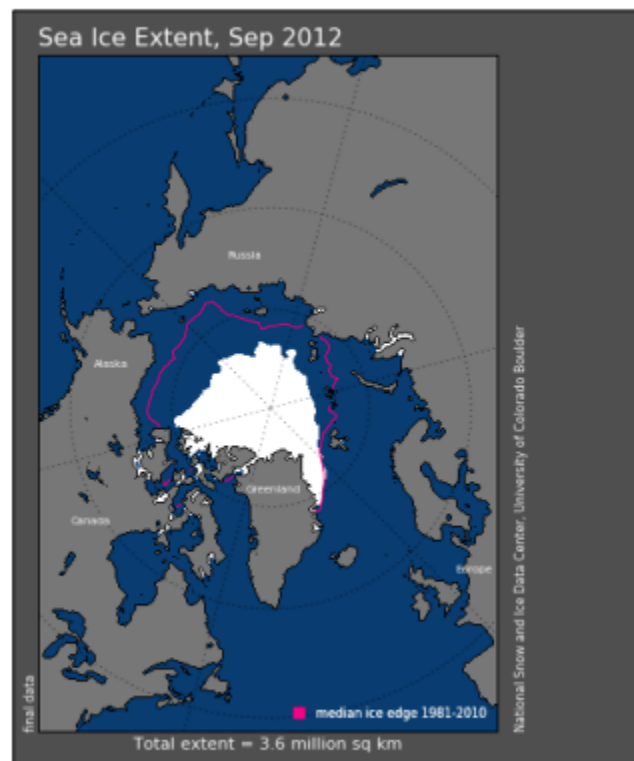 Sea Ice Extent, Sep 2012
Russia
Alaska
Greenland
Canada
Europe
median ice edge 1981-2010
final data
Total extent = 3.6 million sq km
National Snow and Ice Data Center, University of Colorado Boulder